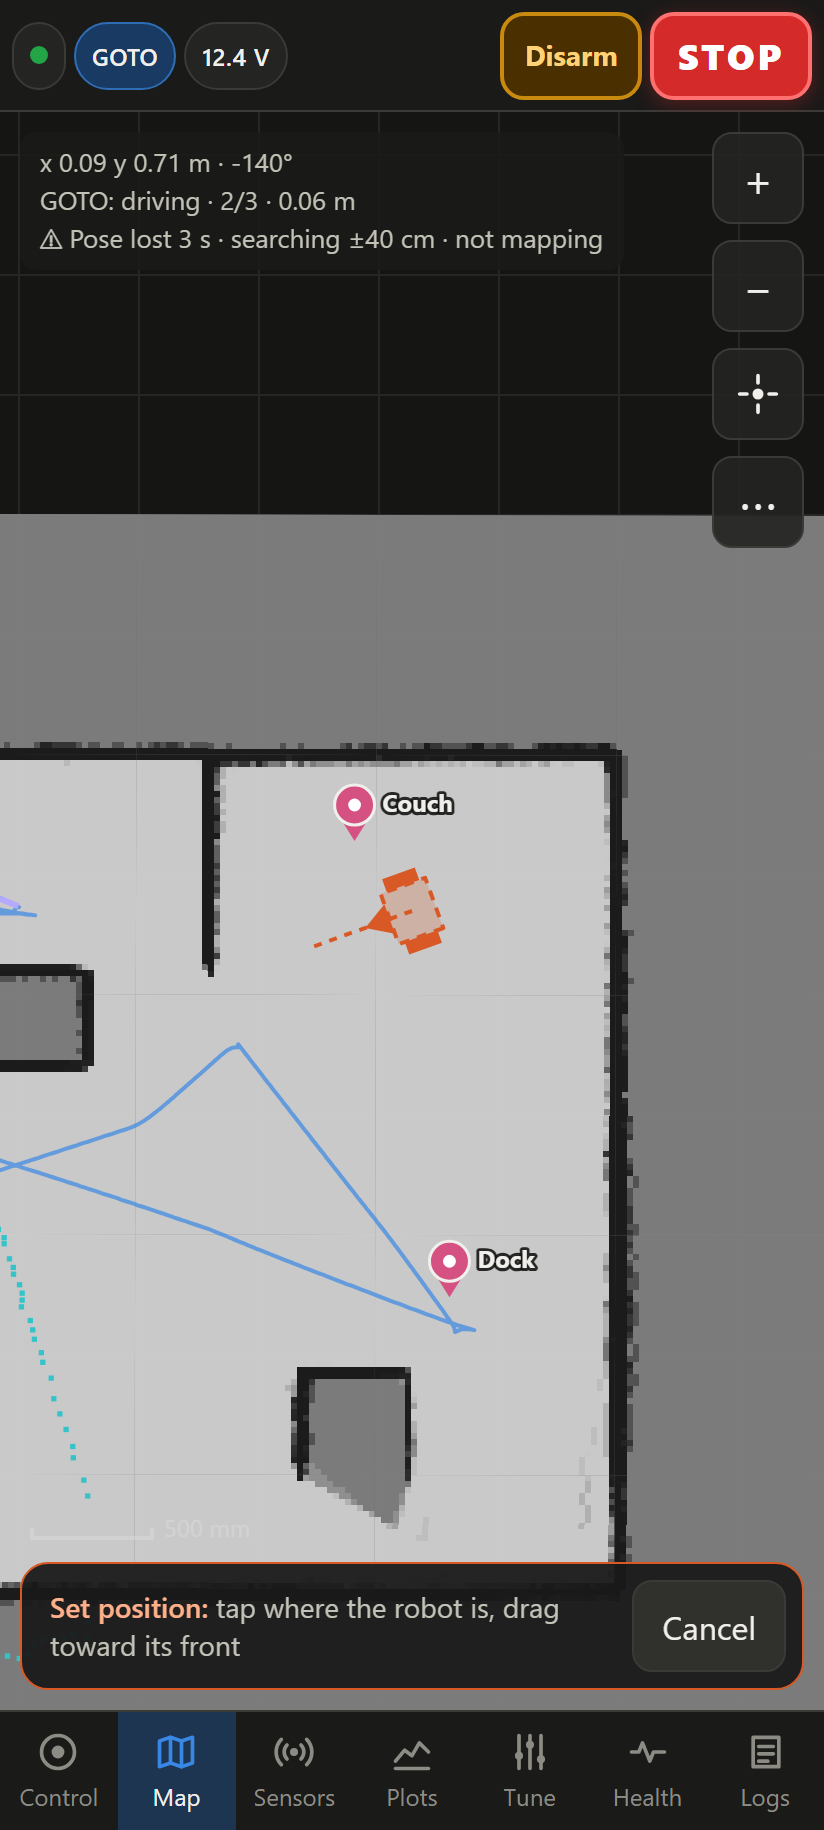 GOTO
12.4 V
Disarm
STOP
x 0.09 y 0.71 m · -140°
GOTO: driving · 2/3 · 0.06 m
⚠ Pose lost 3 s · searching ±40 cm · not mapping
+
−
...
Couch
Dock
500 mm
Set position: tap where the robot is, drag
toward its front
Cancel
Control
Map
Sensors
Plots
Tune
Health
Logs